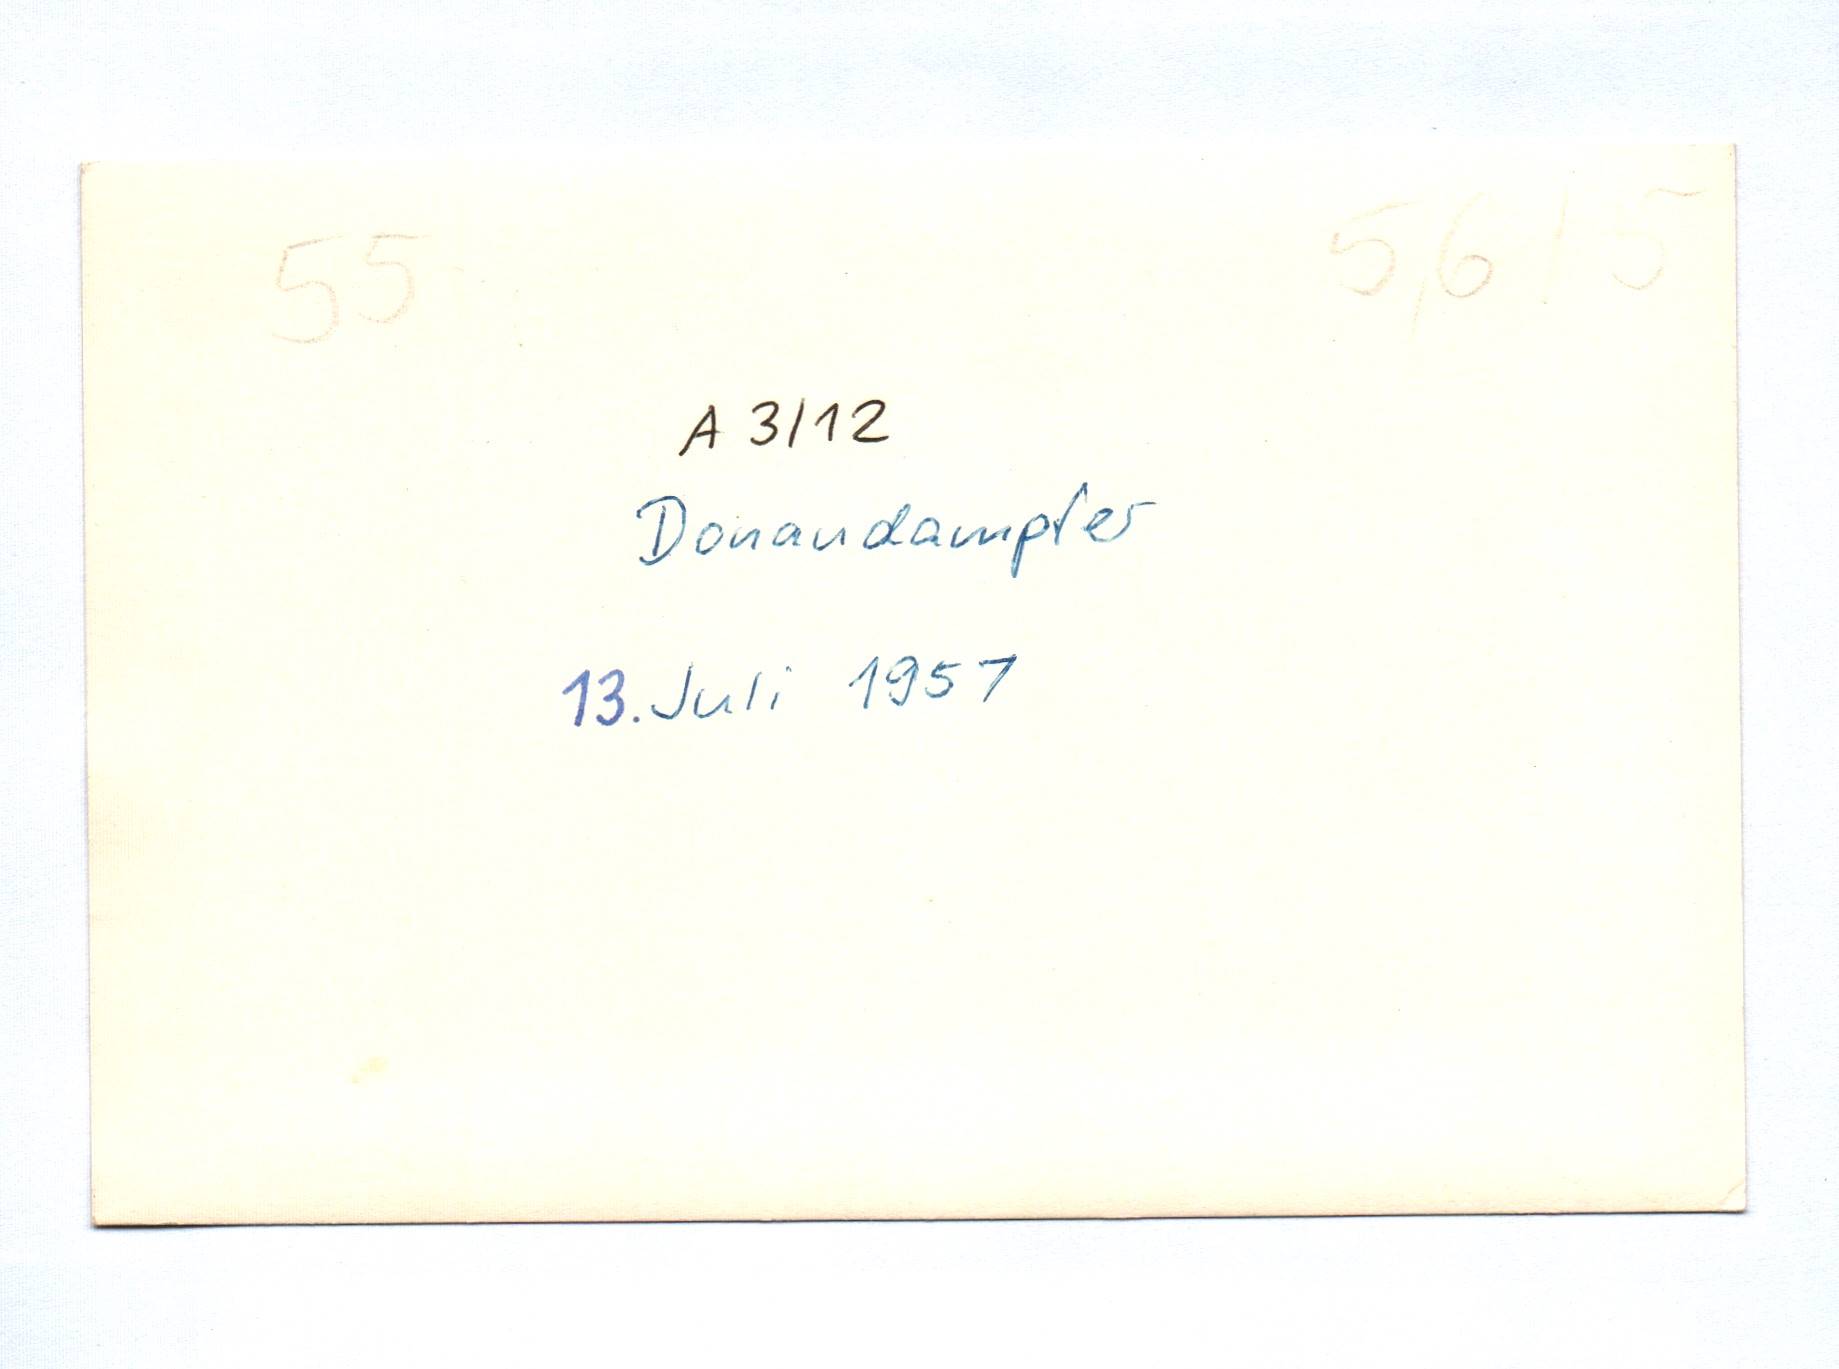 55
5,6 / 5
A 3/12
Donaudampfer
13. Juli 1957